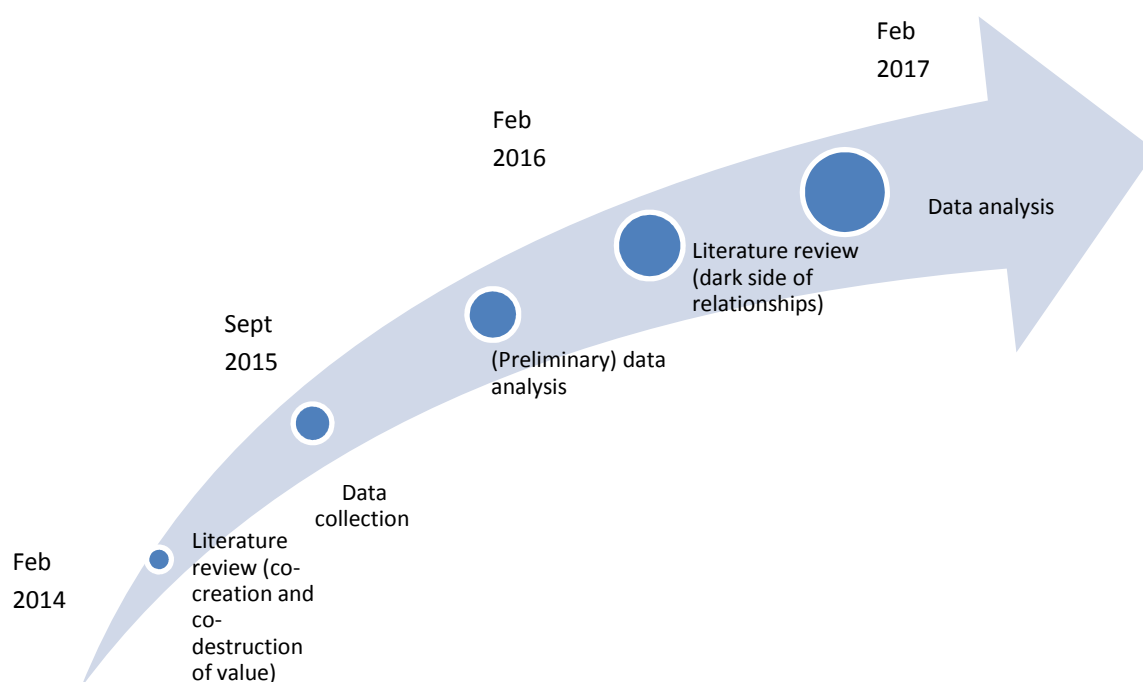 Feb
2014
Literature
review (co-
creation and
co-
destruction
of value)
Sept
2015
Data
collection
Feb
2016
(Preliminary) data
analysis
Literature review
(dark side of
relationships)
Feb
2017
Data analysis